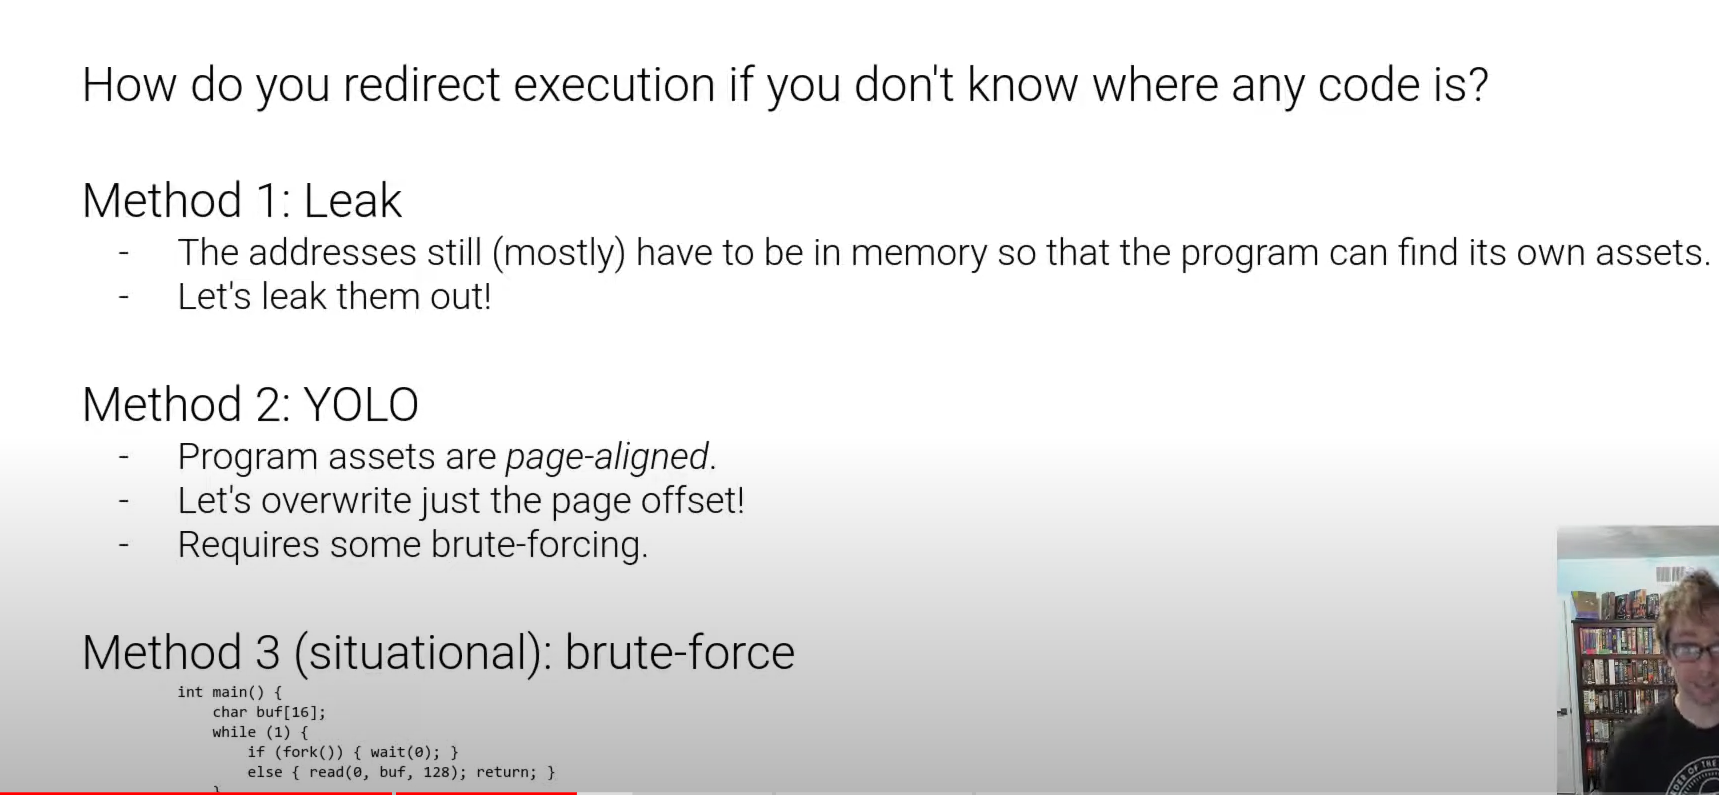 How do you redirect execution if you don't know where any code is?
Method 1: Leak
- The addresses still (mostly) have to be in memory so that the program can find its own assets.
- Let's leak them out!
Method 2: YOLO
- Program assets are page-aligned.
- Let's overwrite just the page offset!
- Requires some brute-forcing.
Method 3 (situational): brute-force
int main() {
char buf[16];
while (1) {
if (fork()) { wait(0); }
else { read(0, buf, 128); return; }
}
OF THE